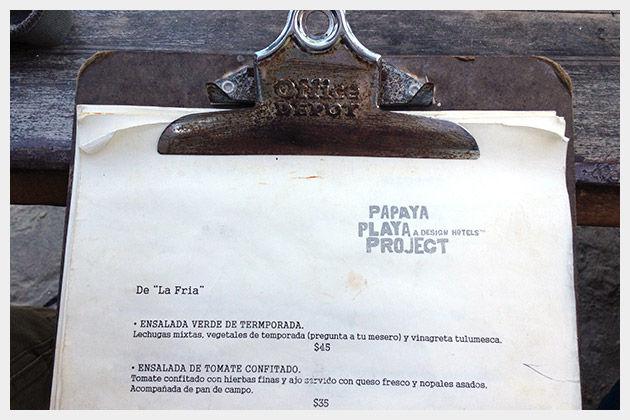 Office
DEPOT
PAPAYA
PLAYA A DESIGN HOTELS™
PROJECT
De "La Fria"
• ENSALADA VERDE DE TERMPORADA.
Lechugas mixtas, vegetales de temporada (pregunta a tu mesero) y vinagreta tulumesca.
$45
• ENSALADA DE TOMATE CONFITADO.
Tomate confitado con hierbas finas y ajo servido con queso fresco y nopales asados.
Acompañada de pan de campo.
$35